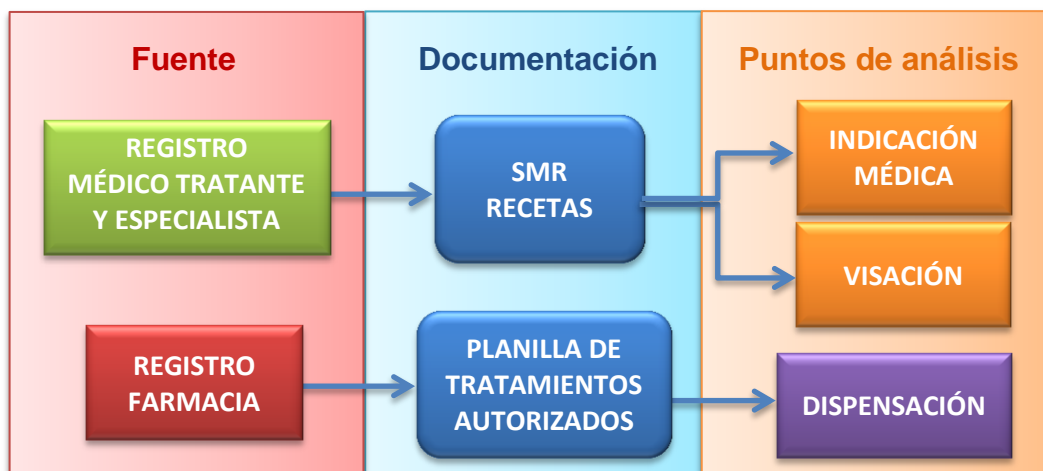 Fuente
Documentación
Puntos de análisis
REGISTRO
MÉDICO TRATANTE
Y ESPECIALISTA
SMR
RECETAS
INDICACIÓN
MÉDICA
VISACIÓN
REGISTRO
FARMACIA
PLANILLA DE
TRATAMIENTOS
AUTORIZADOS
DISPENSACIÓN